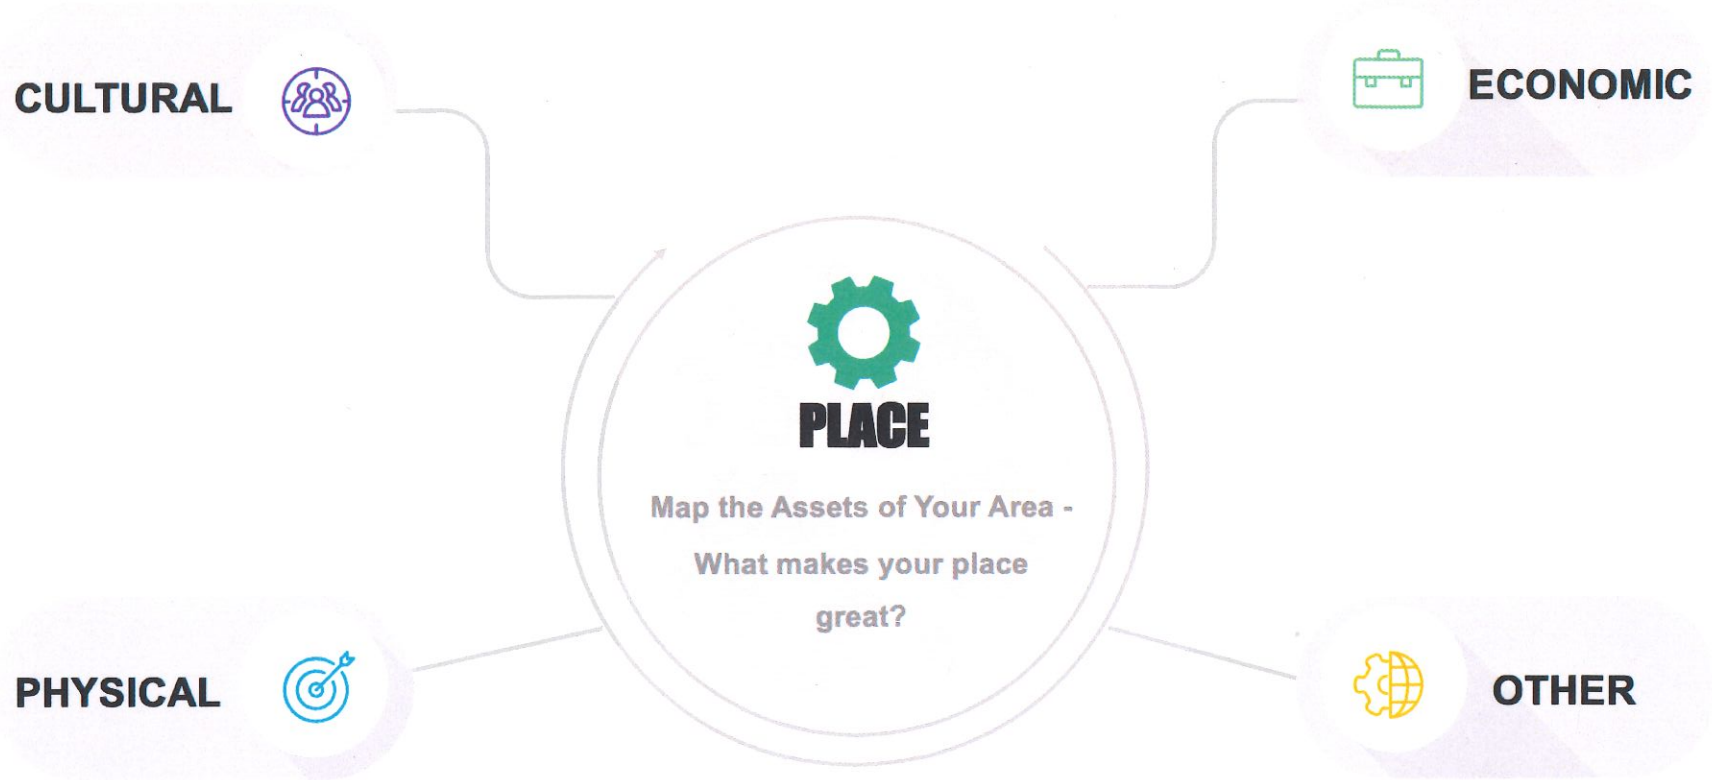 CULTURAL
ECONOMIC
PLACE
Map the Assets of Your Area -
What makes your place
great?
PHYSICAL
OTHER